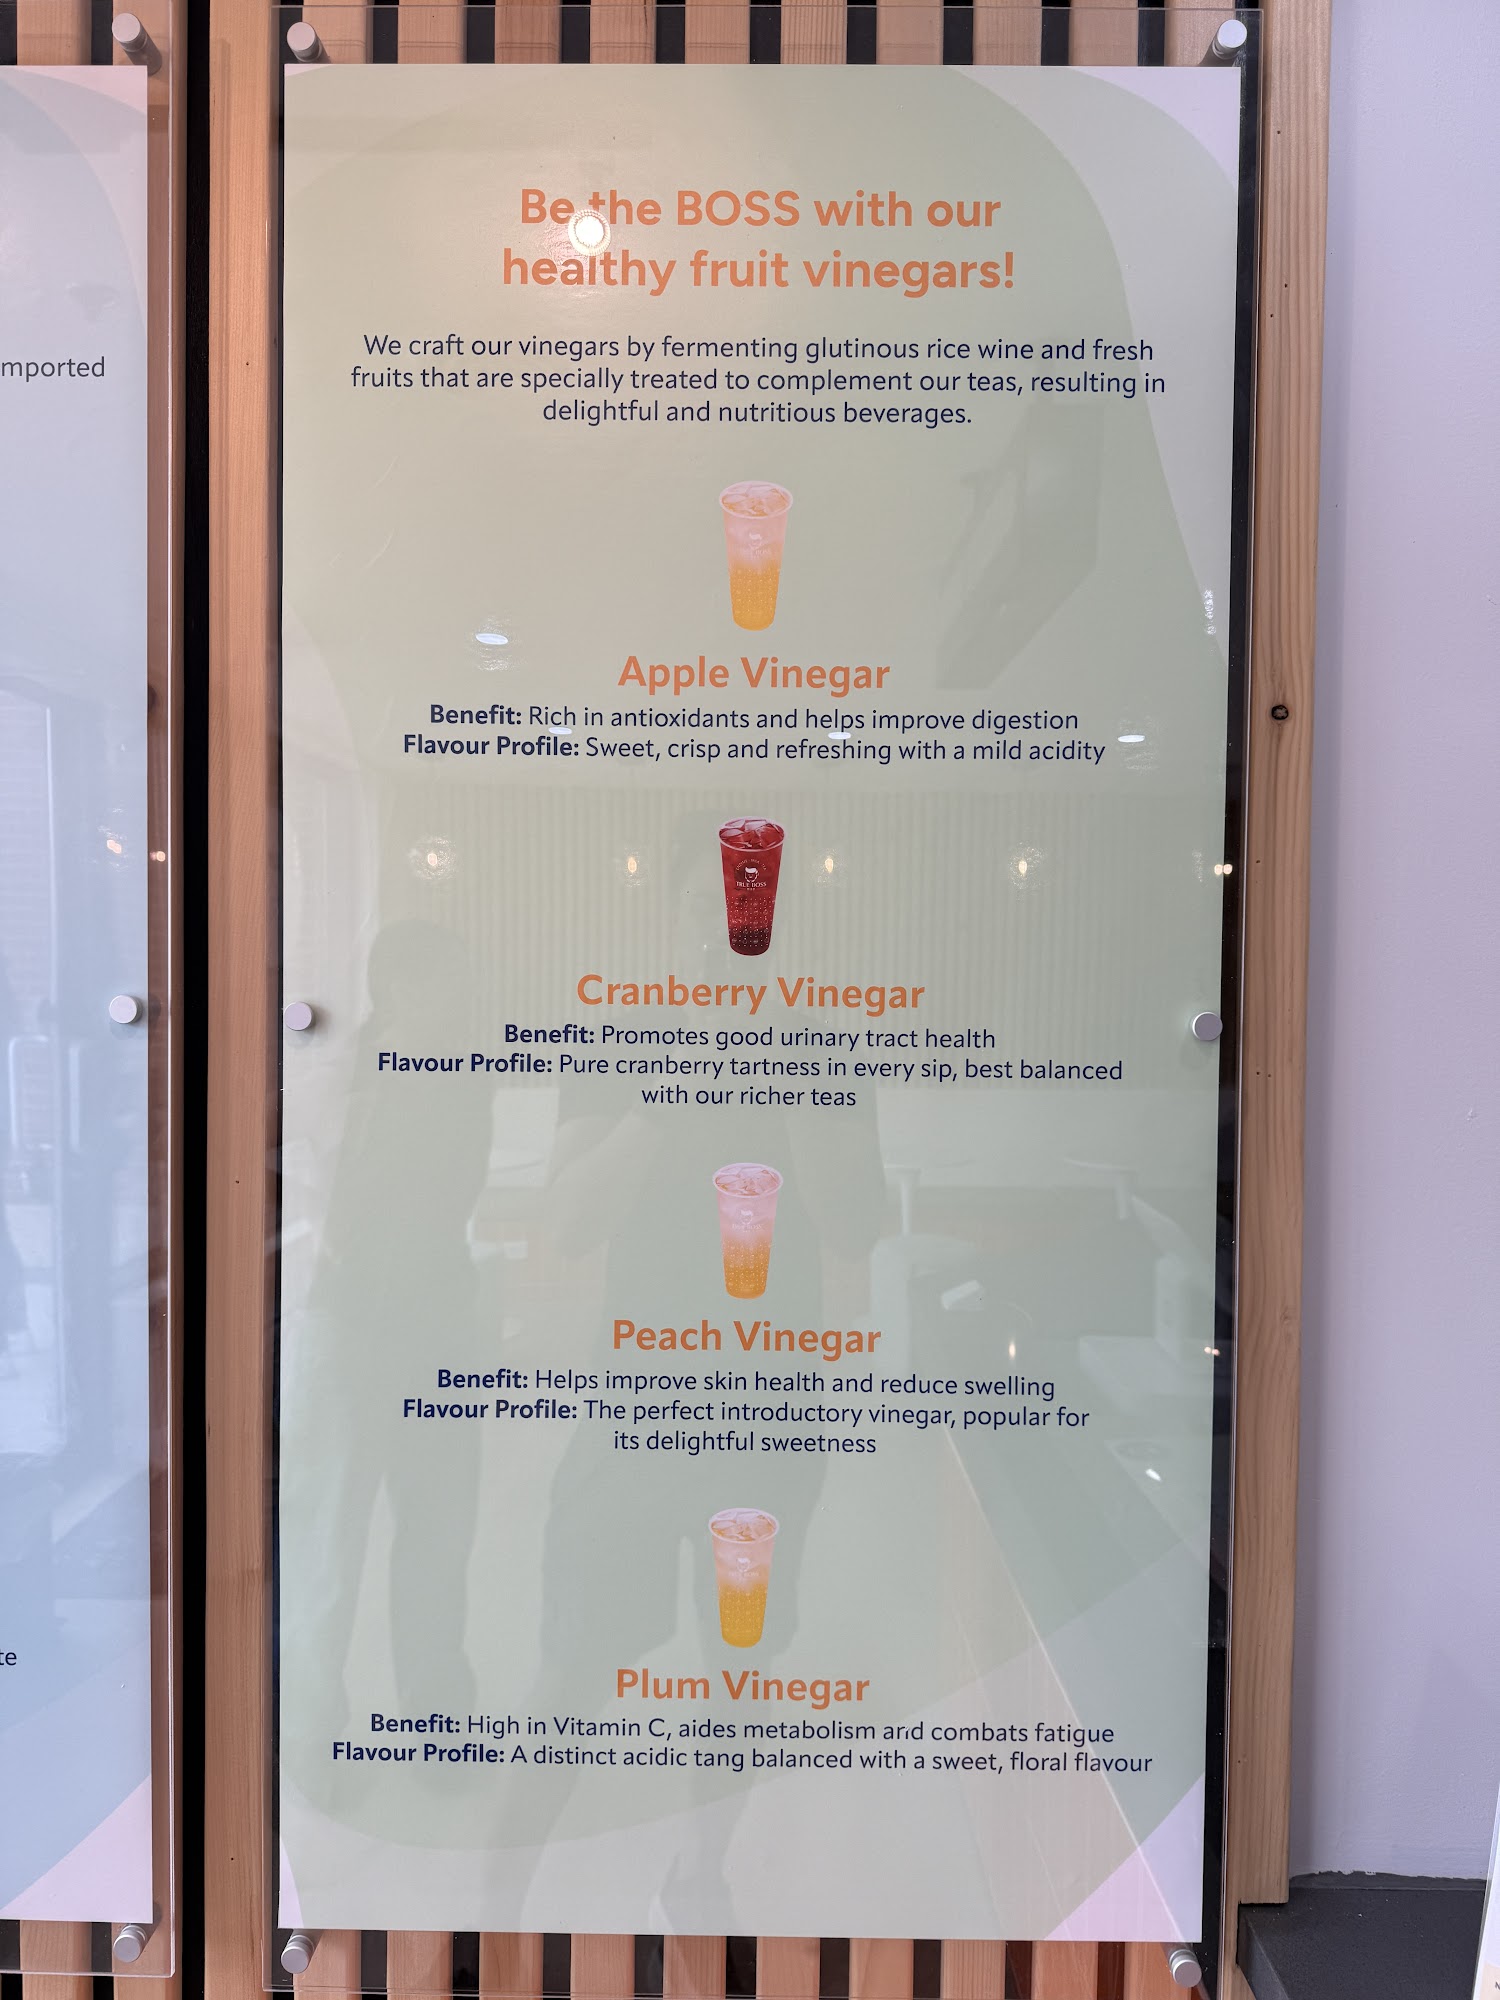 mported
te
Be the BOSS with our
healthy fruit vinegars!
We craft our vinegars by fermenting glutinous rice wine and fresh
fruits that are specially treated to complement our teas, resulting in
delightful and nutritious beverages.
Apple Vinegar
Benefit: Rich in antioxidants and helps improve digestion
Flavour Profile: Sweet, crisp and refreshing with a mild acidity
TRUE BOSS
Cranberry Vinegar
Benefit: Promotes good urinary tract health
Flavour Profile: Pure cranberry tartness in every sip, best balanced
with our richer teas
Peach Vinegar
Benefit: Helps improve skin health and reduce swelling
Flavour Profile: The perfect introductory vinegar, popular for
its delightful sweetness
Plum Vinegar
Benefit: High in Vitamin C, aides metabolism and combats fatigue
Flavour Profile: A distinct acidic tang balanced with a sweet, floral flavour